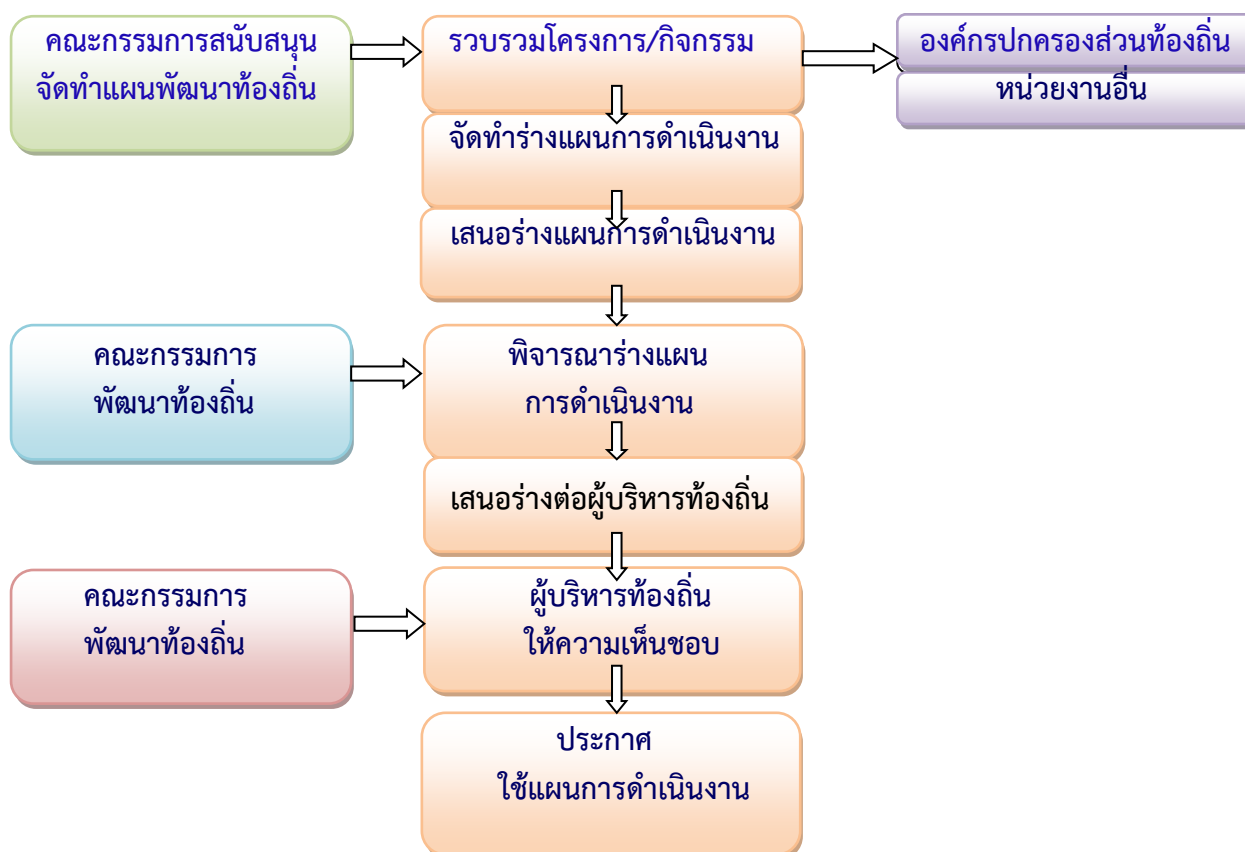 คณะกรรมการสนับสนุน
จัดทำแผนพัฒนาท้องถิ่น
รวบรวมโครงการ/กิจกรรม
องค์กรปกครองส่วนท้องถิ่น
หน่วยงานอื่น
จัดทำร่างแผนการดำเนินงาน
เสนอร่างแผนการดำเนินงาน
คณะกรรมการ
พัฒนาท้องถิ่น
พิจารณาร่างแผน
การดำเนินงาน
เสนอร่างต่อผู้บริหารท้องถิ่น
คณะกรรมการ
พัฒนาท้องถิ่น
ผู้บริหารท้องถิ่น
ให้ความเห็นชอบ
ประกาศ
ใช้แผนการดำเนินงาน